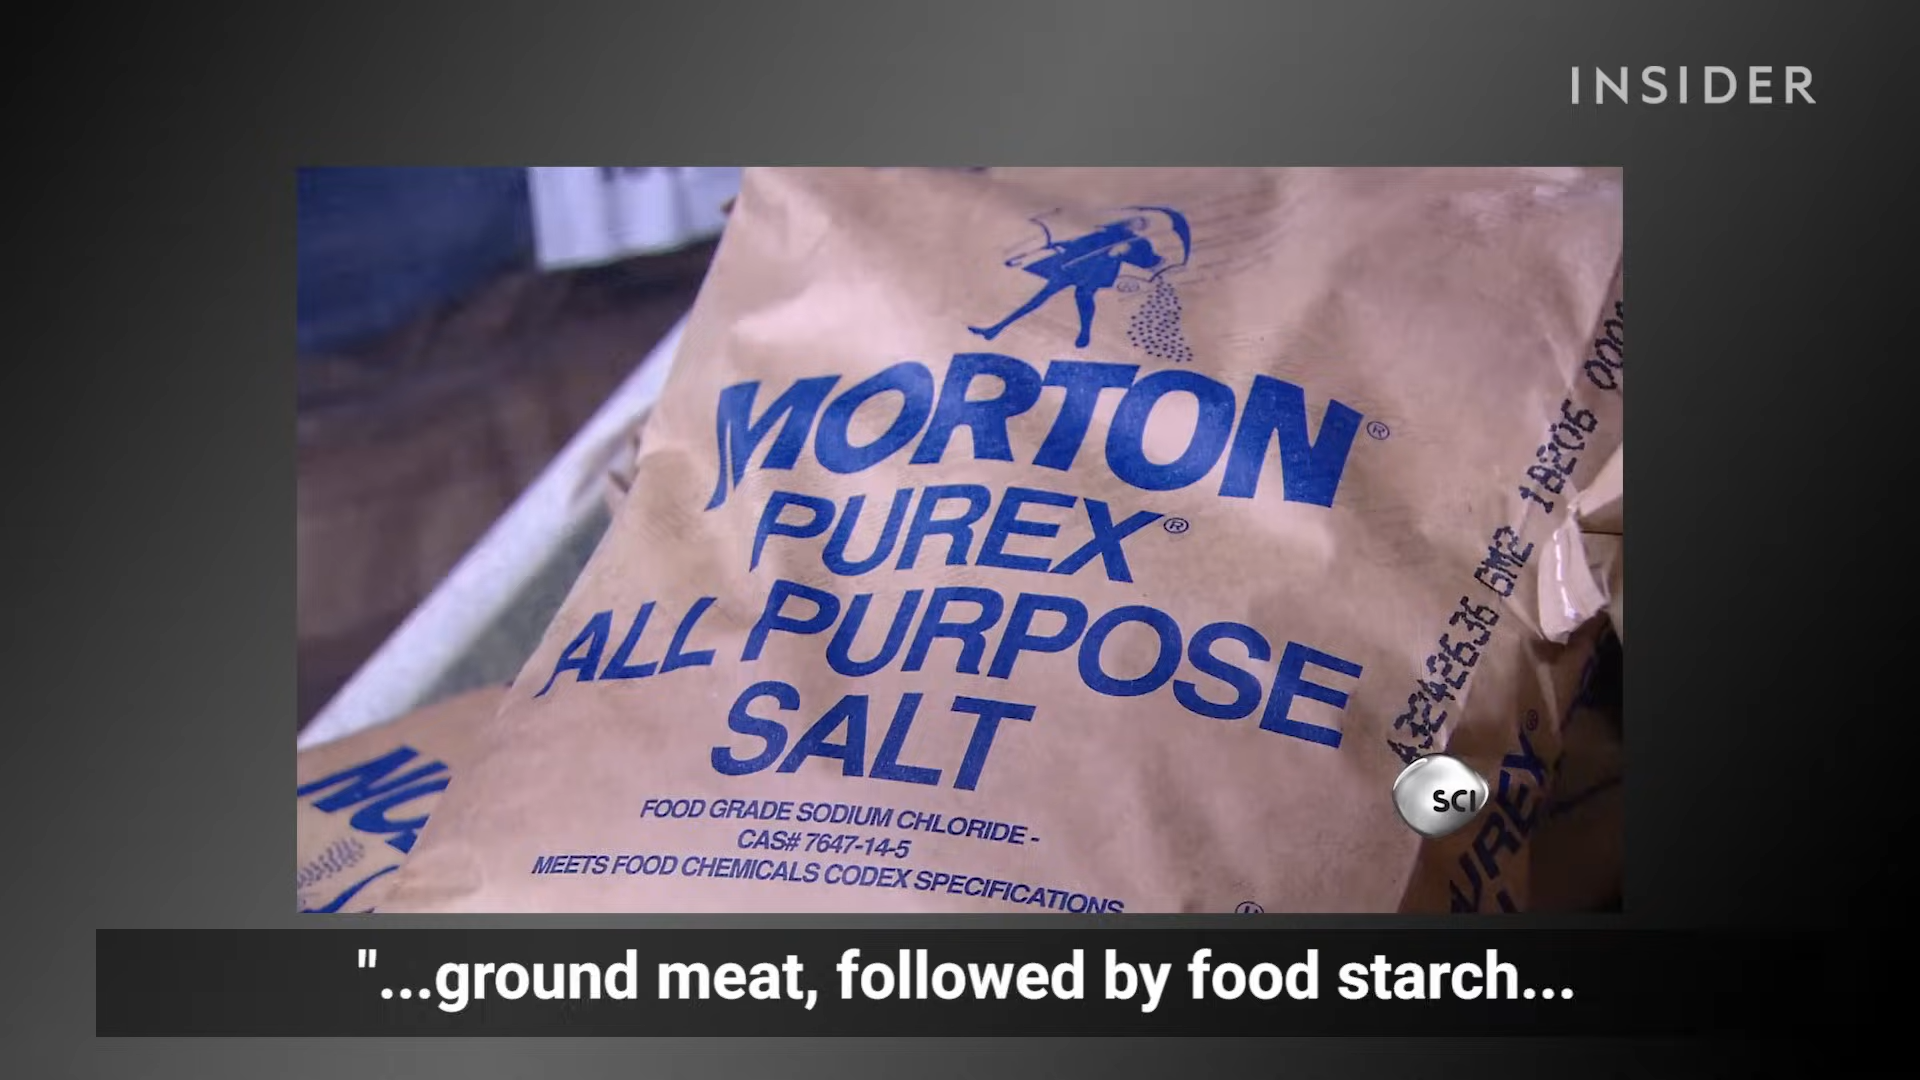 INSIDER
MORTON®
PUREX®
ALL PURPOSE
SALT
FOOD GRADE SODIUM CHLORIDE -
CAS# 7647-14-5
MEETS FOOD CHEMICALS CODEX SPECIFICATIONS
SCI
"...ground meat, followed by food starch...